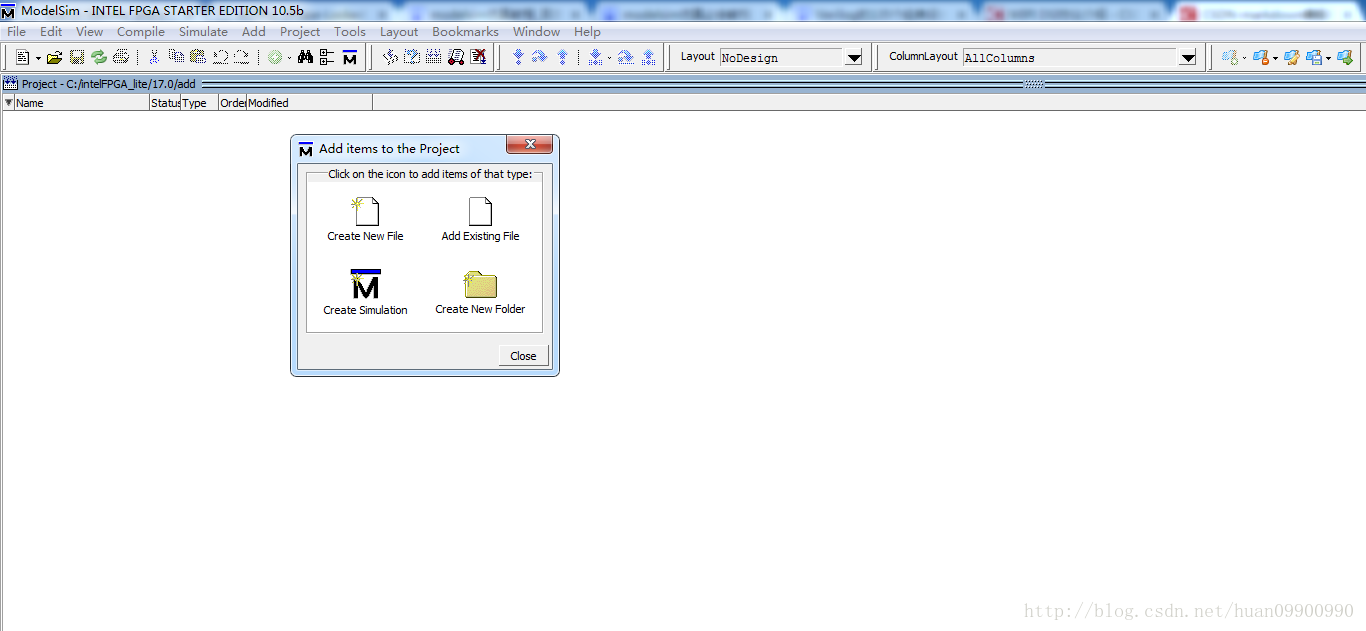 ModelSim - INTEL FPGA STARTER EDITION 10.5b
File Edit View Compile Simulate Add Project Tools Layout Bookmarks Window Help
Layout NoDesign ColumnLayout AllColumns
Project - C:/intelFPGA_lite/17.0/add
Name Status Type Order Modified
Add items to the Project
Click on the icon to add items of that type:
Create New File Add Existing File
Create Simulation Create New Folder
Close
http://blog.csdn.net/huan09900990